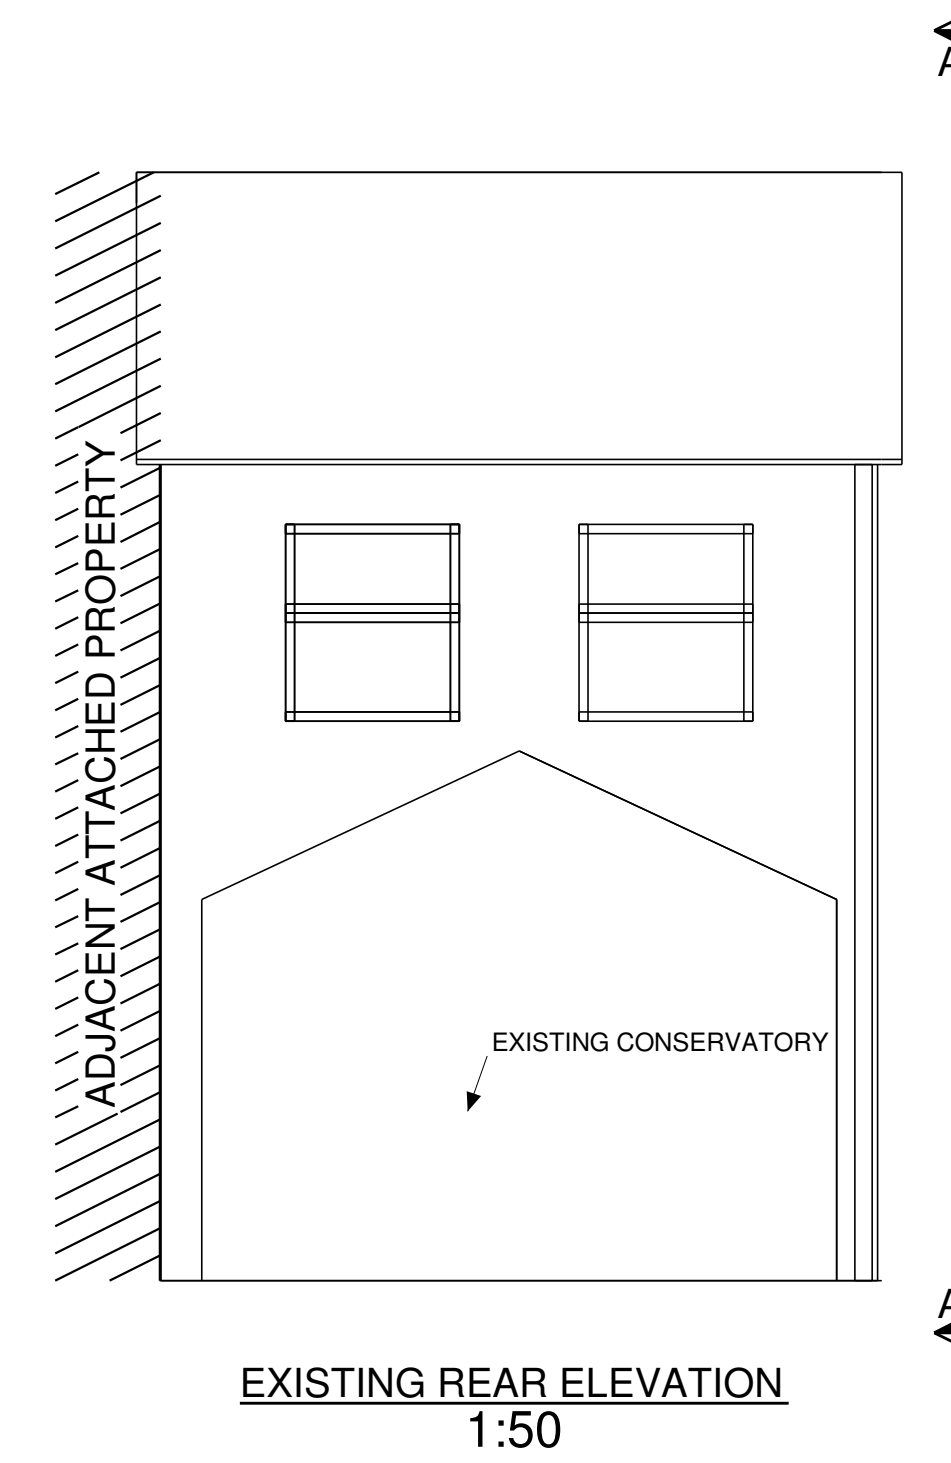 A
ADJACENT ATTACHED PROPERTY
EXISTING CONSERVATORY
A
EXISTING REAR ELEVATION
1:50